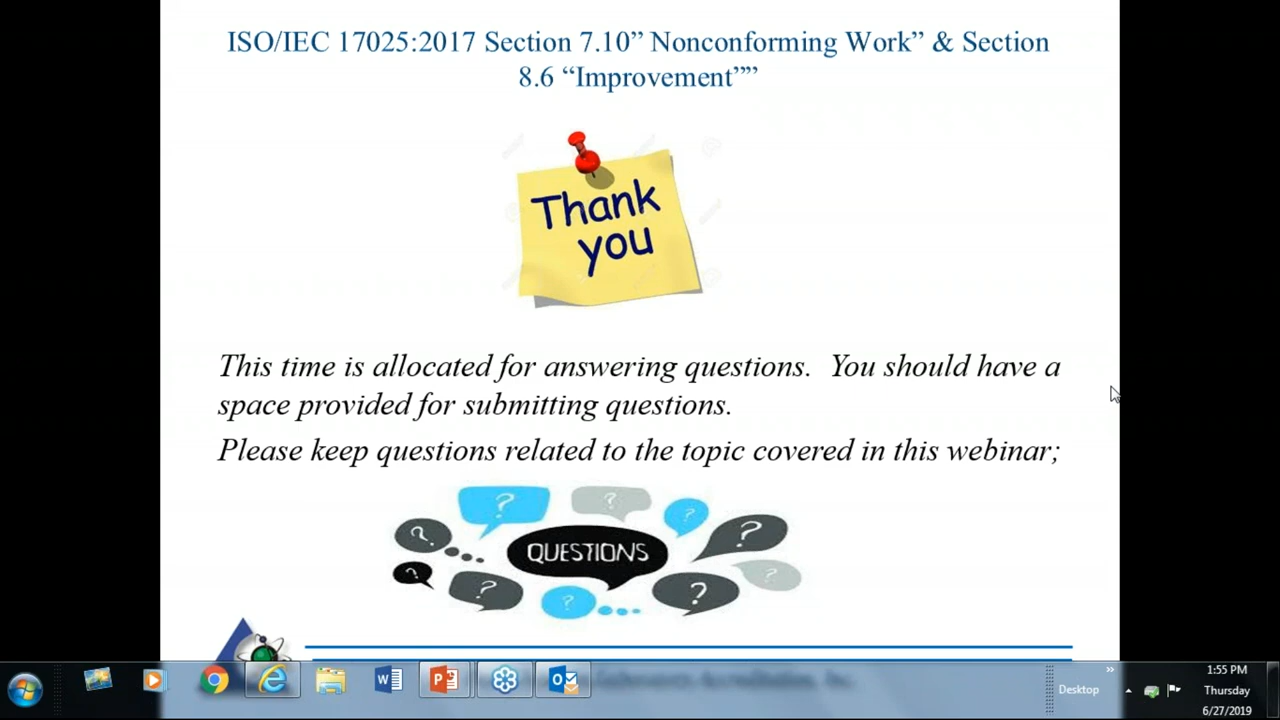 ISO/IEC 17025:2017 Section 7.10” Nonconforming Work” & Section
8.6 “Improvement””
Thank
you
This time is allocated for answering questions.  You should have a
space provided for submitting questions.
Please keep questions related to the topic covered in this webinar;
? ? ?
? ?
QUESTIONS
? ? ? ? ?
1:55 PM
Desktop
Thursday
6/27/2019